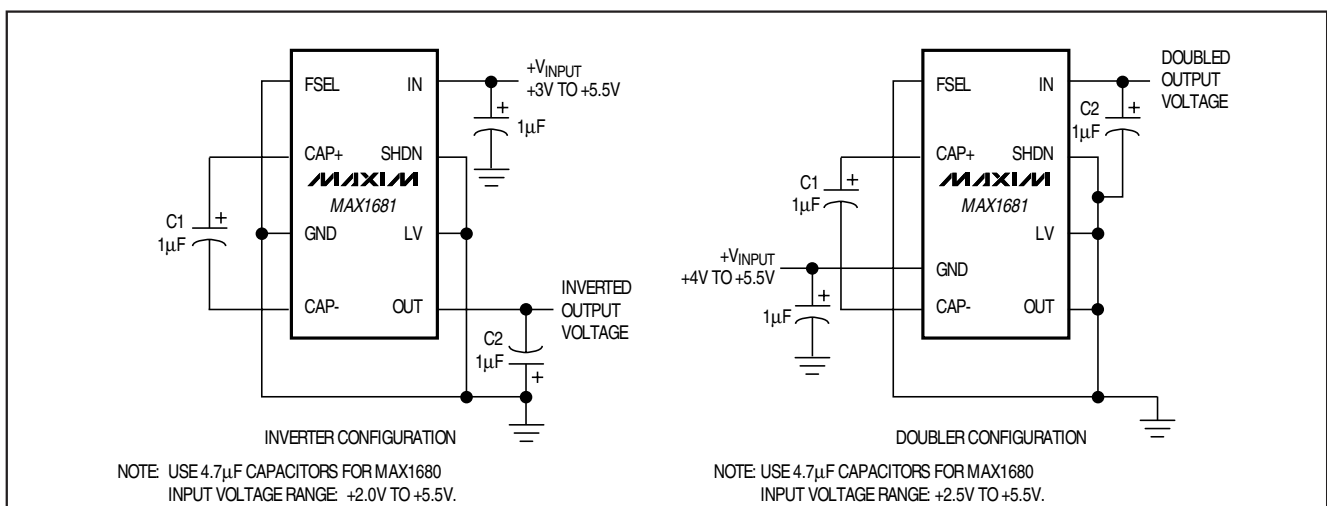 FSEL
IN
+VINPUT
+3V TO +5.5V
+
1µF
CAP+
SHDN
MAXIM
MAX1681
C1
+
1µF
GND
LV
CAP-
OUT
INVERTED
OUTPUT
VOLTAGE
C2
1µF
+
INVERTER CONFIGURATION
NOTE: USE 4.7µF CAPACITORS FOR MAX1680
INPUT VOLTAGE RANGE: +2.0V TO +5.5V.
FSEL
IN
DOUBLED
OUTPUT
VOLTAGE
C2
+
1µF
CAP+
SHDN
MAXIM
MAX1681
C1
+
1µF
LV
+VINPUT
+4V TO +5.5V
GND
+
1µF
CAP-
OUT
DOUBLER CONFIGURATION
NOTE: USE 4.7µF CAPACITORS FOR MAX1680
INPUT VOLTAGE RANGE: +2.5V TO +5.5V.